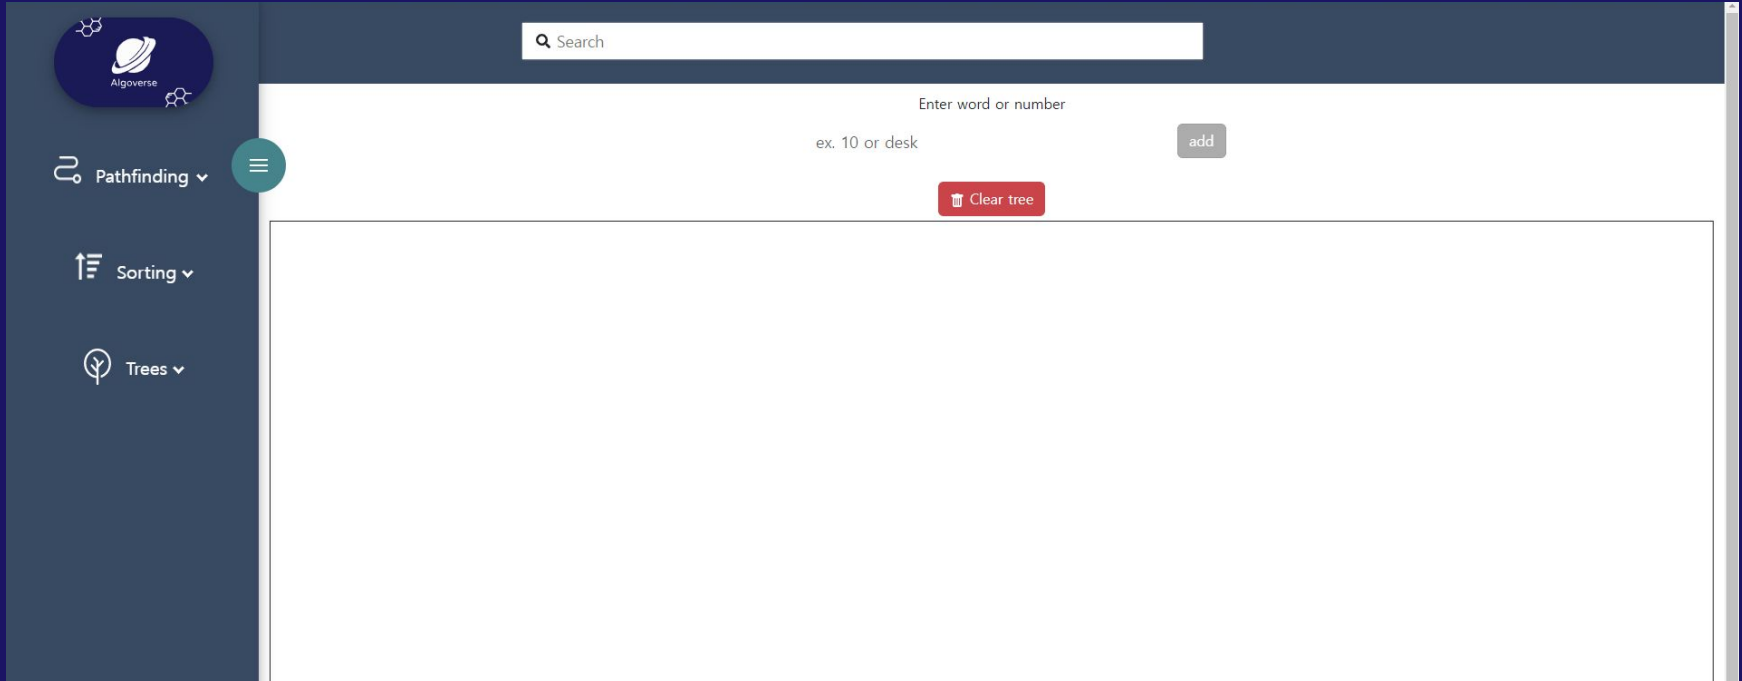 Algoverse
Search
Enter word or number
ex. 10 or desk
add
Pathfinding
Clear tree
Sorting
Trees